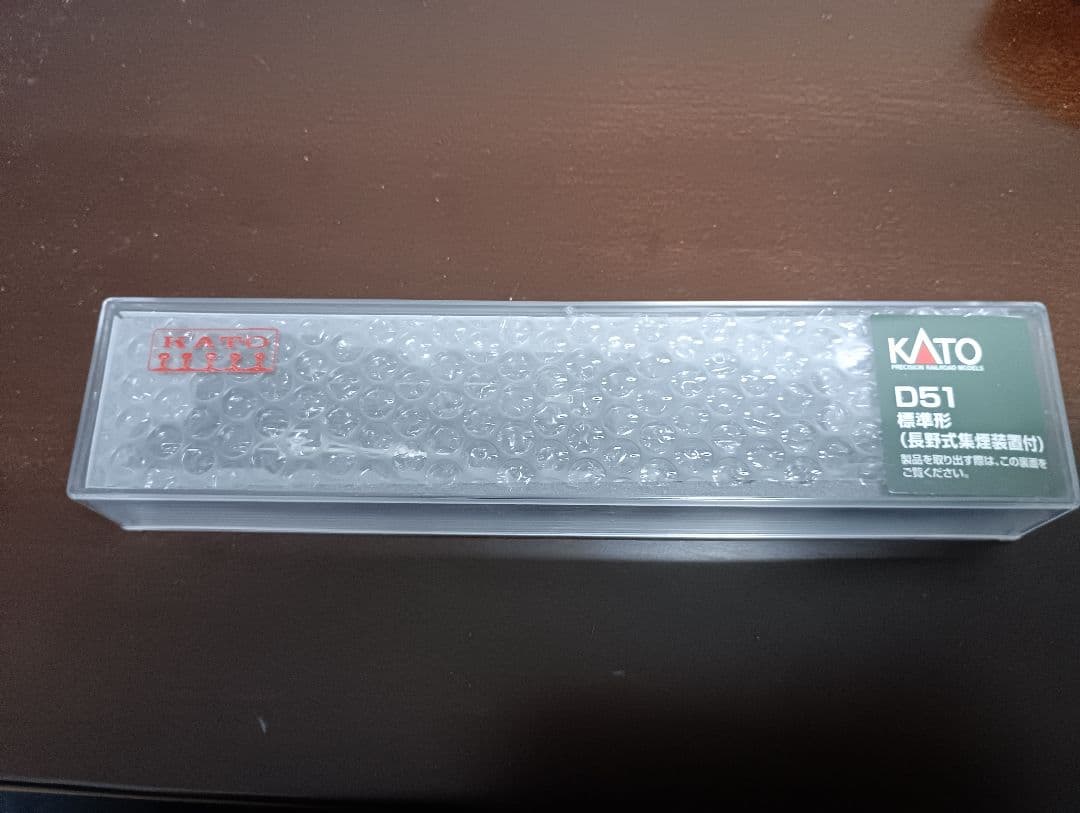 KATO
KATO
PRECISION RAILROAD MODELS
D51
標準形
(長野式集煙装置付)
製品を取り出す際は、この裏面を
ご覧ください。